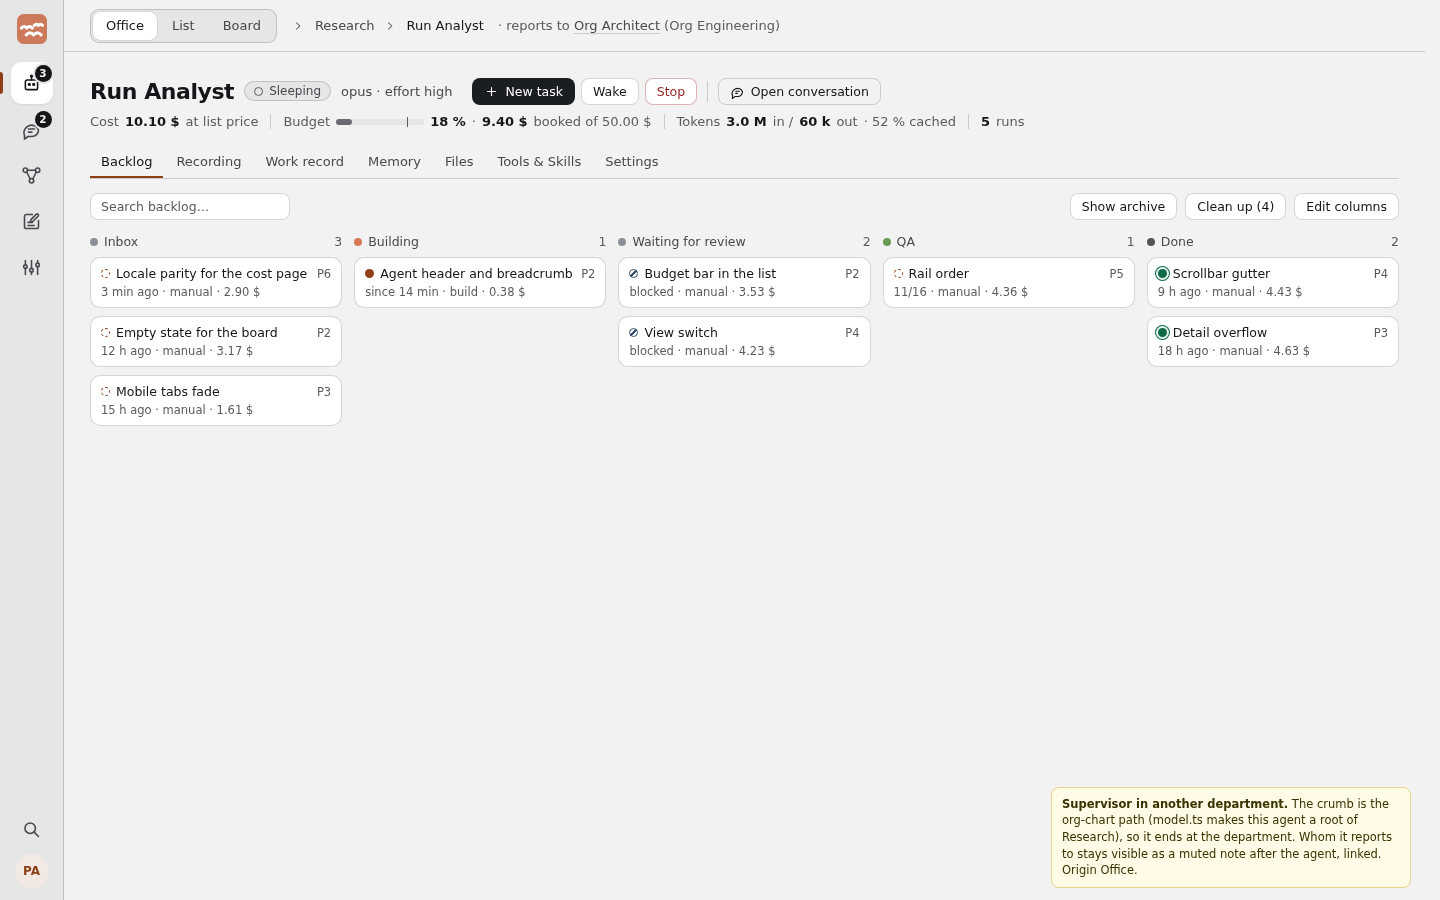 Office List Board Research Run Analyst · reports to Org Architect (Org Engineering)
3
2
Run Analyst Sleeping opus · effort high New task Wake Stop Open conversation
Cost 10.10 $ at list price Budget 18 % · 9.40 $ booked of 50.00 $ Tokens 3.0 M in / 60 k out · 52 % cached 5 runs
Backlog Recording Work record Memory Files Tools & Skills Settings
Search backlog… Show archive Clean up (4) Edit columns
Inbox 3
Locale parity for the cost page P6
3 min ago · manual · 2.90 $
Empty state for the board P2
12 h ago · manual · 3.17 $
Mobile tabs fade P3
15 h ago · manual · 1.61 $
Building 1
Agent header and breadcrumb P2
since 14 min · build · 0.38 $
Waiting for review 2
Budget bar in the list P2
blocked · manual · 3.53 $
View switch P4
blocked · manual · 4.23 $
QA 1
Rail order P5
11/16 · manual · 4.36 $
Done 2
Scrollbar gutter P4
9 h ago · manual · 4.43 $
Detail overflow P3
18 h ago · manual · 4.63 $
Supervisor in another department. The crumb is the
org-chart path (model.ts makes this agent a root of
Research), so it ends at the department. Whom it reports
to stays visible as a muted note after the agent, linked.
Origin Office.
PA